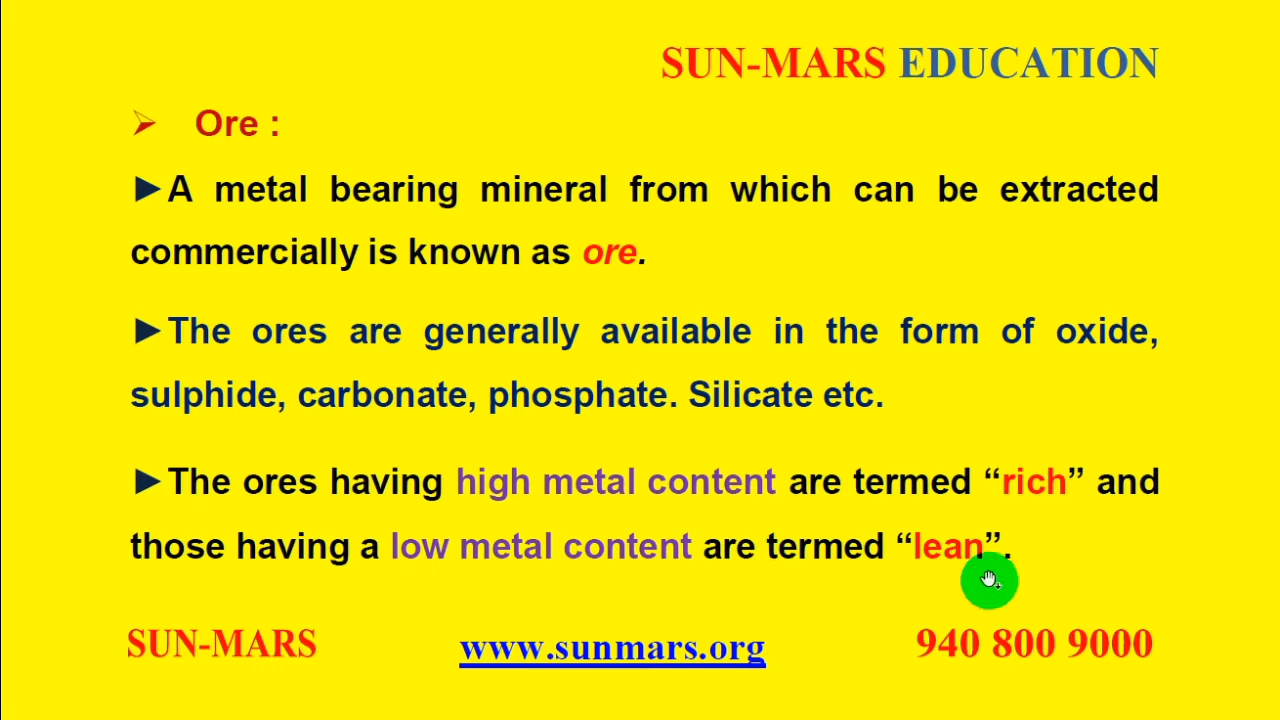 SUN-MARS EDUCATION
➢ Ore :
►A metal bearing mineral from which can be extracted
commercially is known as ore.
►The ores are generally available in the form of oxide,
sulphide, carbonate, phosphate. Silicate etc.
►The ores having high metal content are termed “rich” and
those having a low metal content are termed “lean”.
SUN-MARS www.sunmars.org 940 800 9000